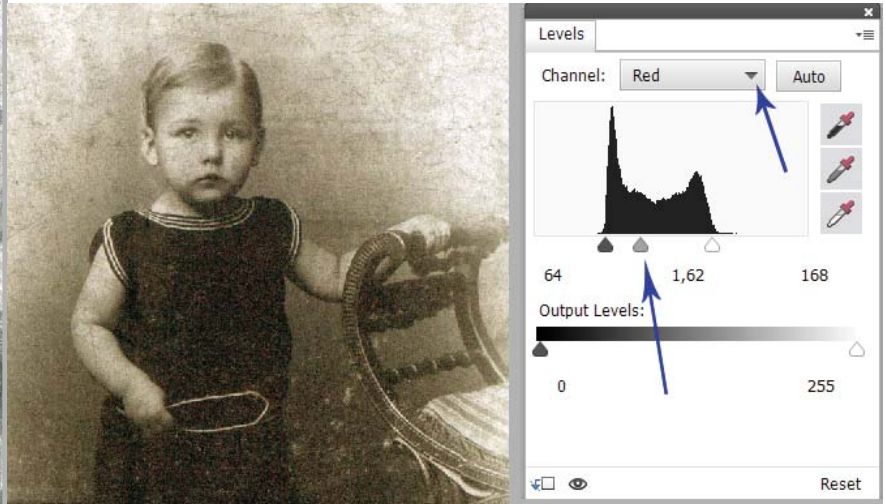 Levels
Channel: Red Auto
64 1,62 168
Output Levels:
0 255
Reset